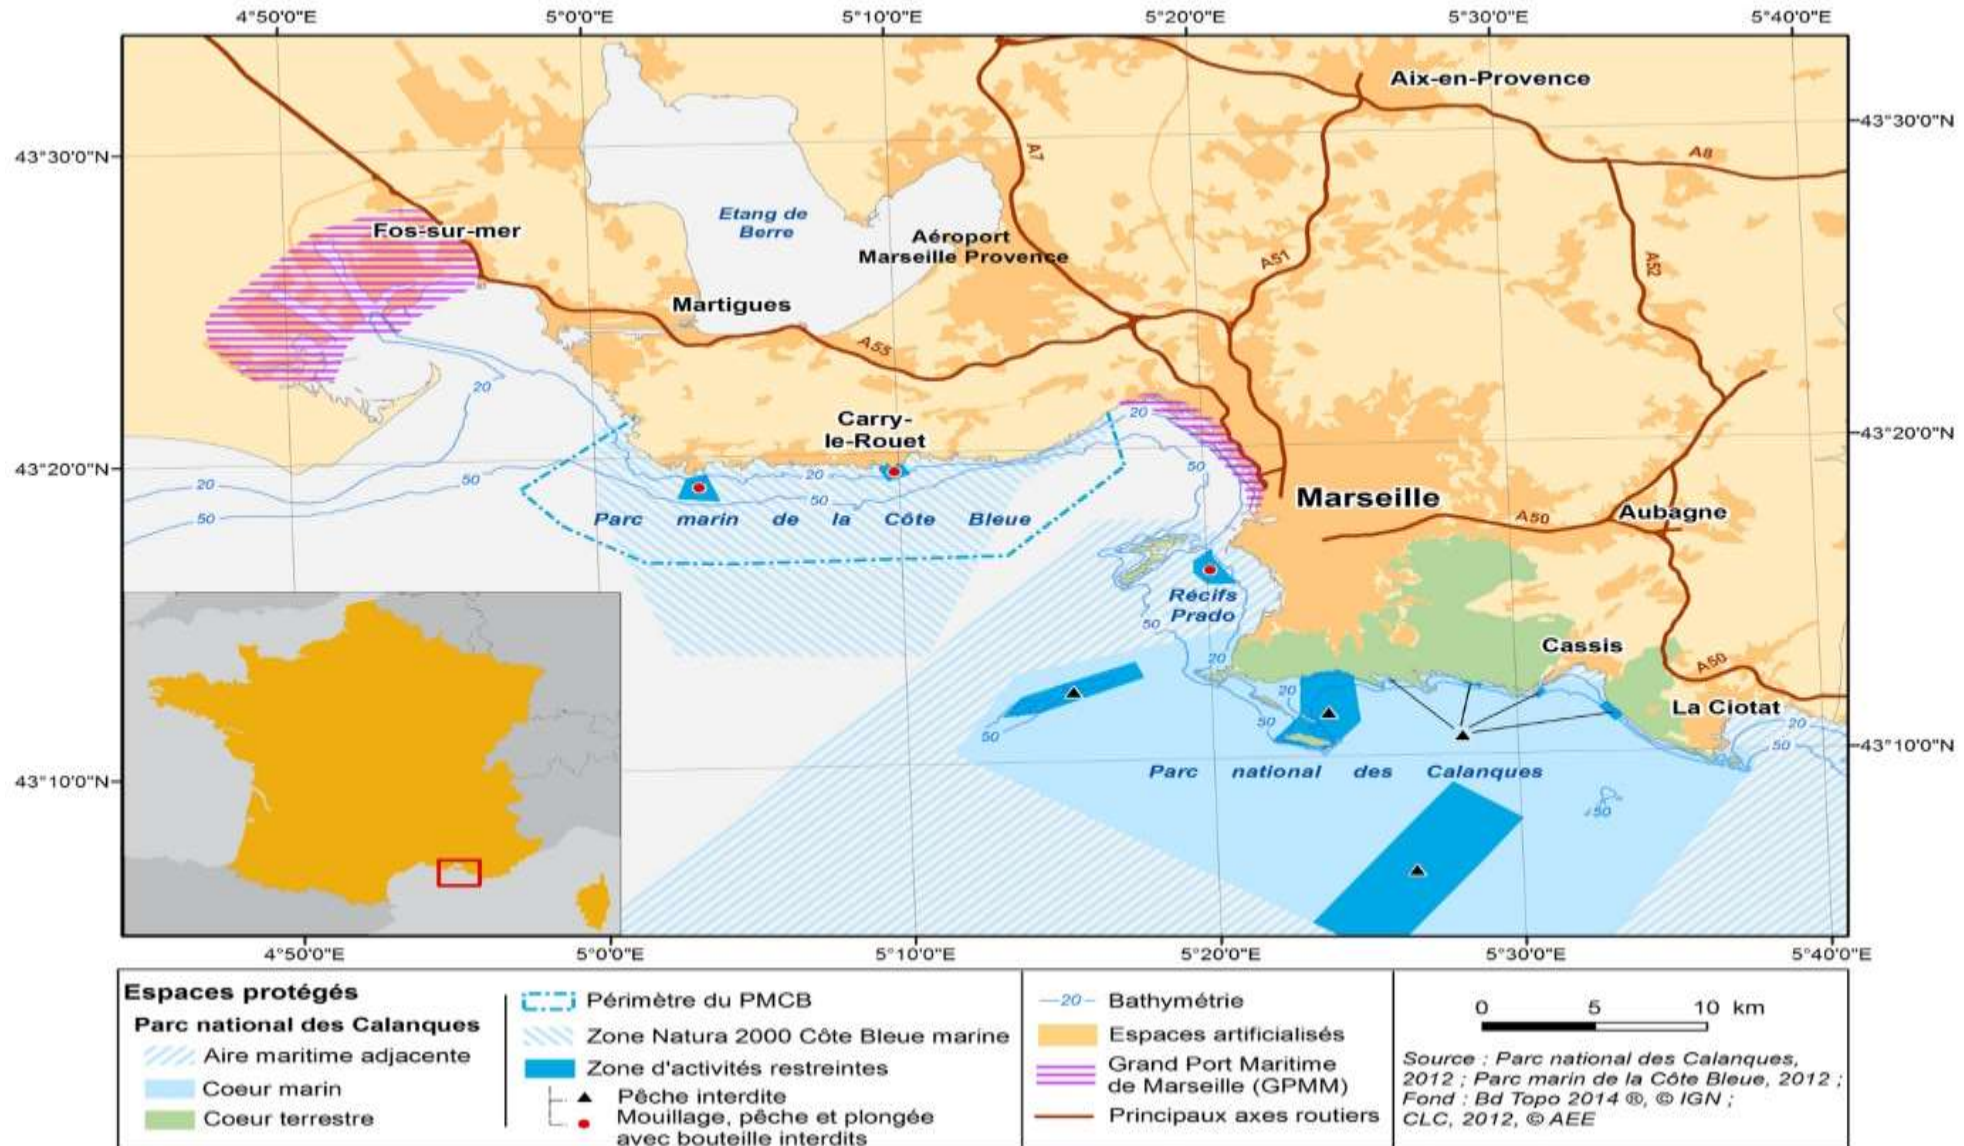 4°50'0"E 5°0'0"E 5°10'0"E 5°20'0"E 5°30'0"E 5°40'0"E
Aix-en-Provence
43°30'0"N
43°30'0"N
A7
A8
Etang de
Berre
Fos-sur-mer
Aéroport
Marseille Provence
A51
A52
Martigues
A55
20
Carry-
le-Rouet
20
43°20'0"N
43°20'0"N
20
50
20
50
50
50
Marseille
Parc marin de la Côte Bleue
A50
Aubagne
Récifs
Prado
50
20
Cassis
A50
20
50
50
La Ciotat
20
50
43°10'0"N
Parc national des Calanques
43°10'0"N
50
4°50'0"E 5°0'0"E 5°10'0"E 5°20'0"E 5°30'0"E 5°40'0"E
Espaces protégés
Parc national des Calanques
Aire maritime adjacente
Coeur marin
Coeur terrestre
Périmètre du PMCB
Zone Natura 2000 Côte Bleue marine
Zone d'activités restreintes
Pêche interdite
Mouillage, pêche et plongée
avec bouteille interdits
20 Bathymétrie
Espaces artificialisés
Grand Port Maritime
de Marseille (GPMM)
Principaux axes routiers
0 5 10 km
Source : Parc national des Calanques,
2012 ; Parc marin de la Côte Bleue, 2012 ;
Fond : Bd Topo 2014 ®, © IGN ;
CLC, 2012, © AEE